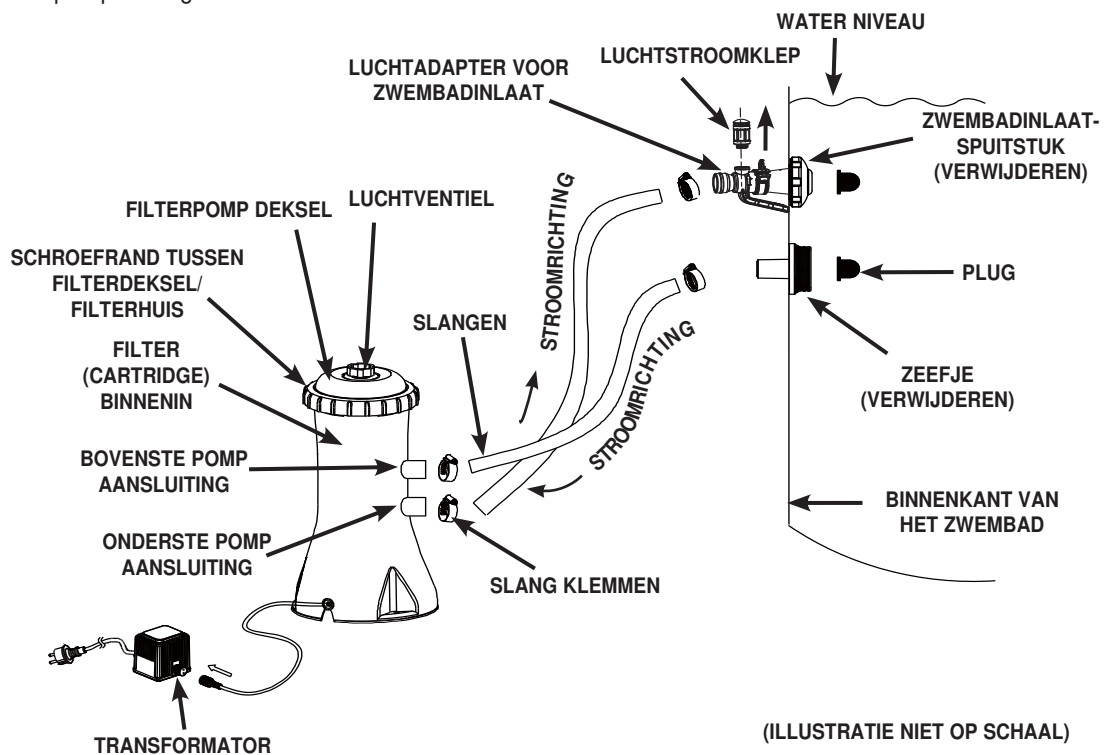 WATER NIVEAU
LUCHTSTROOMKLEP
LUCHTADAPTER VOOR
ZWEMBADINLAAT
ZWEMBADINLAAT-
SPUITSTUK
(VERWIJDEREN)
FILTERPOMP DEKSEL
LUCHTVENTIEL
STROOMRICHTING
SCHROEFRAND TUSSEN
FILTERDEKSEL/
FILTERHUIS
PLUG
SLANGEN
FILTER
(CARTRIDGE)
BINNENIN
STROOMRICHTING
ZEEFJE
(VERWIJDEREN)
BOVENSTE POMP
AANSLUITING
BINNENKANT VAN
HET ZWEMBAD
ONDERSTE POMP
AANSLUITING
SLANG KLEMMEN
TRANSFORMATOR
(ILLUSTRATIE NIET OP SCHAAL)